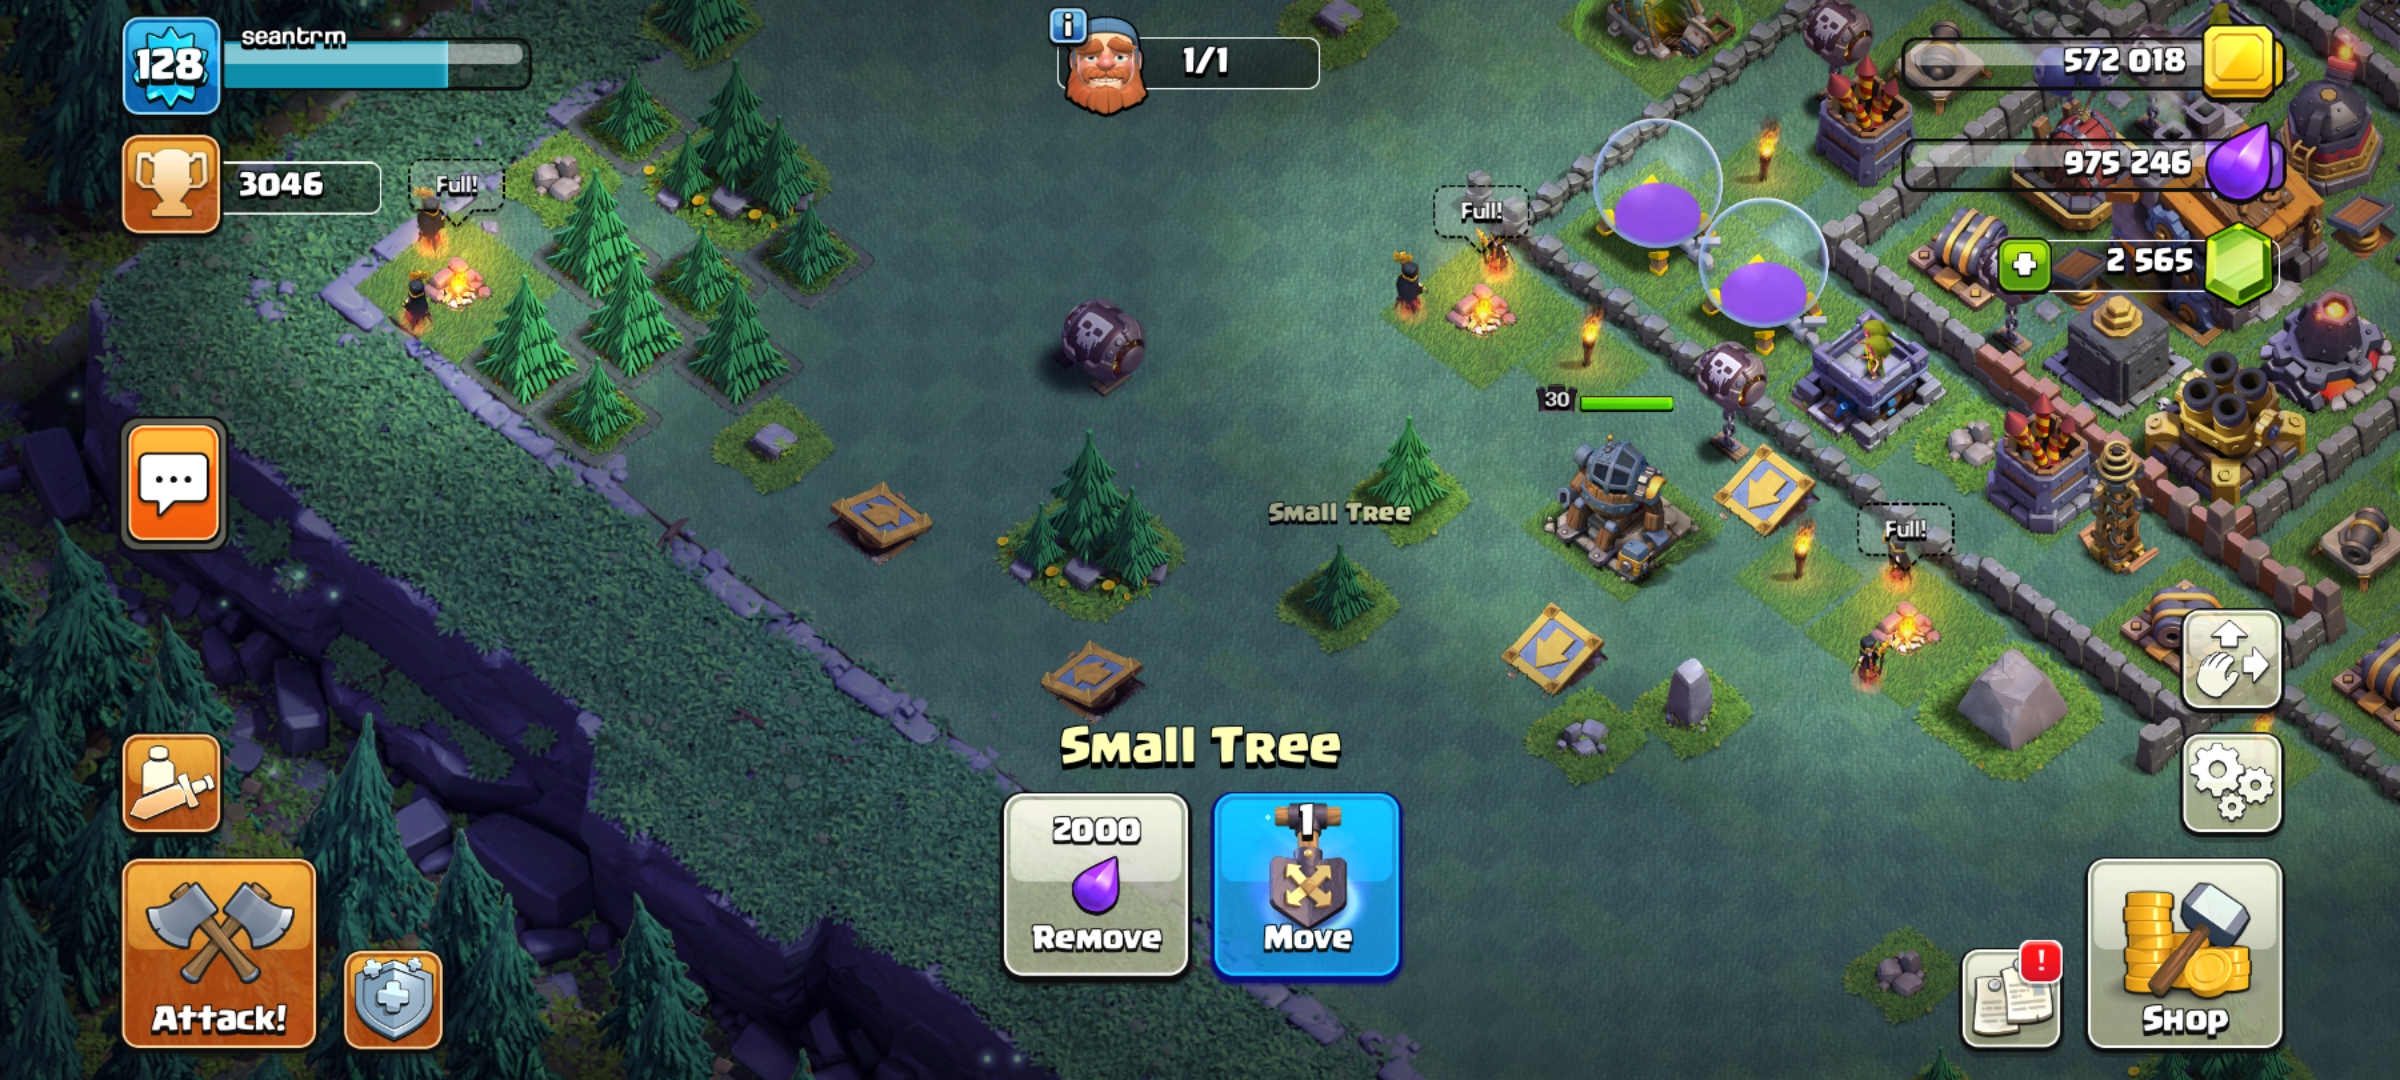 128
seantrm
i
1/1
572 018
3046
Full!
975 246
Full!
2 565
30
Small Tree
Full!
Small Tree
2000
1
Remove
Move
!
Attack!
Shop